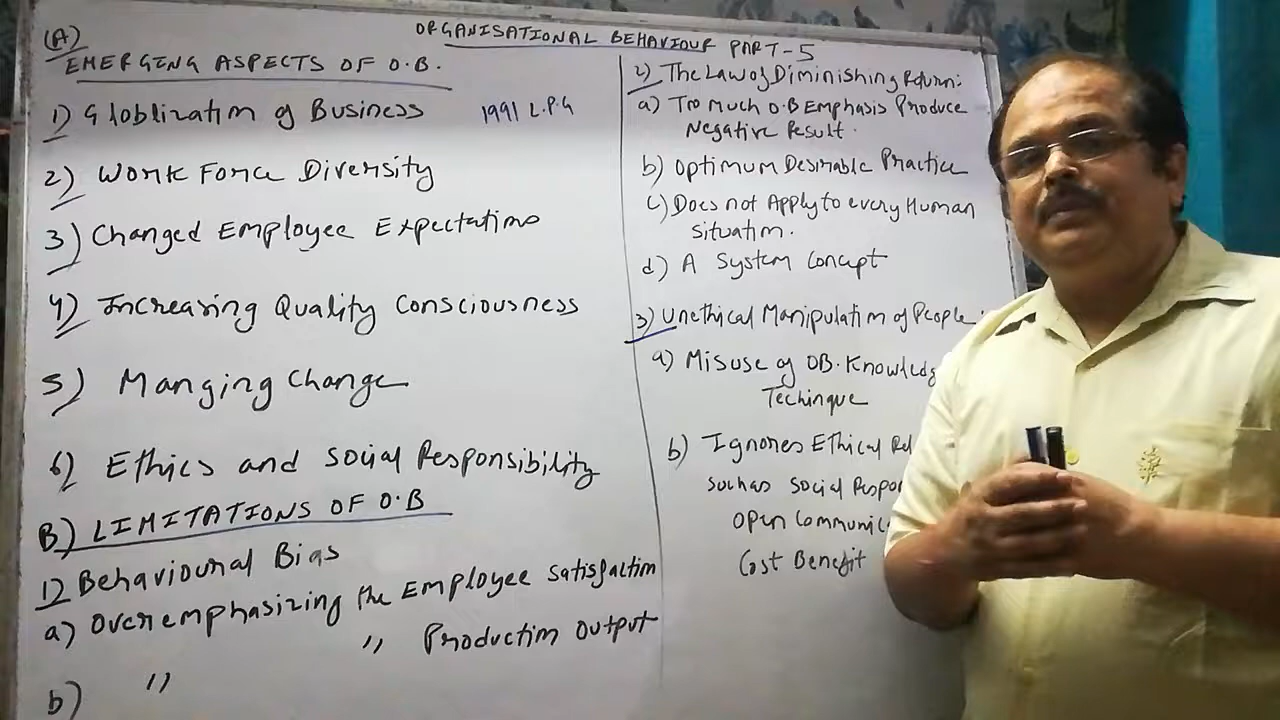 ORGANISATIONAL BEHAVIOUR PART-5
(A)
EMERGING ASPECTS OF O.B.
1) Globlization of Business 1991 L.P.G
2) Work Force Diversity
3) Changed Employee Expectations
4) Increasing Quality Consciousness
5) Manging Change
6) Ethics and Social Responsibility
B) LIMITATIONS OF O.B
1) Behavioural Bias
a) Overemphasizing the Employee Satisfaction
b) " " Production Output
2) The Law of Diminishing Return:
a) Too Much O.B Emphasis Produce
Negative Result.
b) Optimum Desirable Practice
c) Does not Apply to every Human
Situation.
d) A System Concept
3) Unethical Manipulation of People:
a) Misuse of OB. Knowledg
Techinque
b) Ignores Ethical Rel
such as Social Respo
Open Communic
Cost Benefit